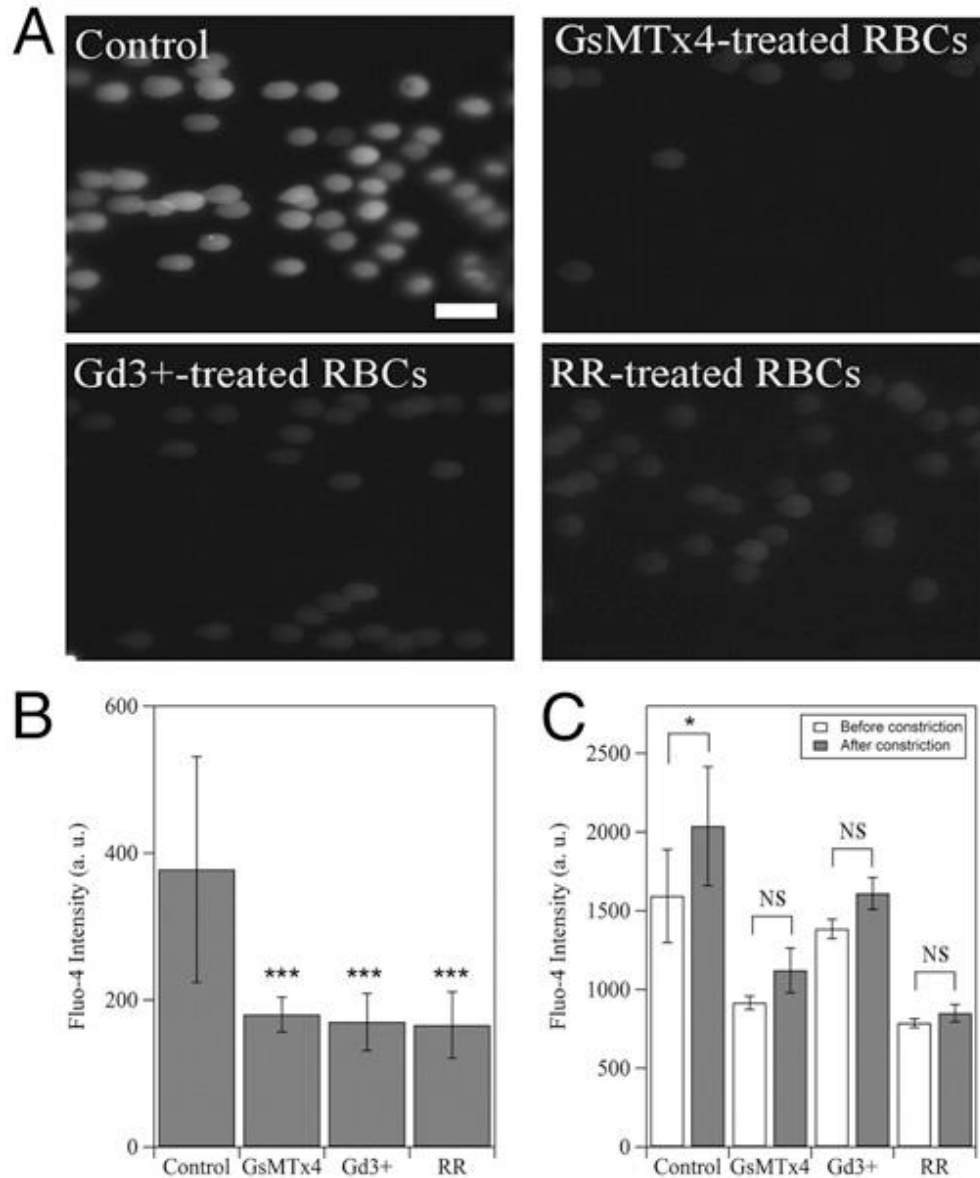 A
Control
GsMTx4-treated RBCs
Gd3+-treated RBCs
RR-treated RBCs
B
600
400
200
0
Fluo-4 Intensity (a. u.)
***
***
***
Control
GsMTx4
Gd3+
RR
C
Before constriction
After constriction
2500
2000
1500
1000
500
0
Fluo-4 Intensity (a. u.)
*
NS
NS
NS
Control
GsMTx4
Gd3+
RR